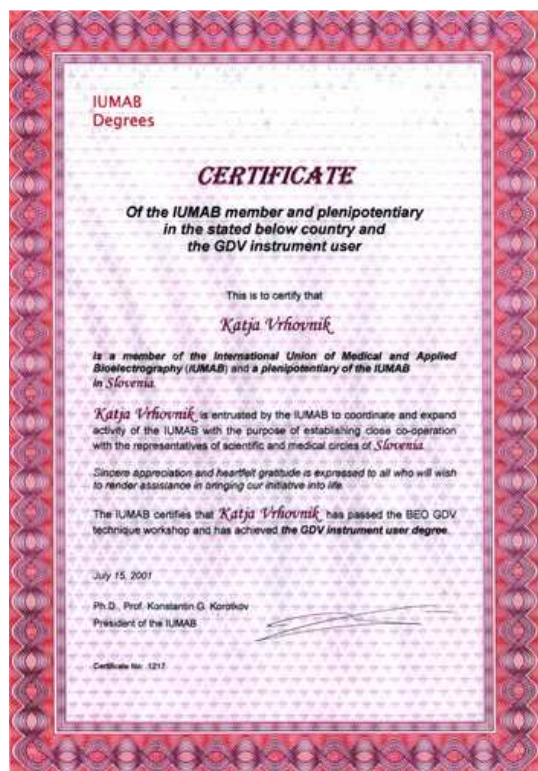 IUMAB
Degrees
CERTIFICATE
Of the IUMAB member and plenipotentiary
in the stated below country and
the GDV instrument user
This is to certify that
Katja Vrhovnik
is a member of the International Union of Medical and Applied
Bioelectrography (IUMAB) and a plenipotentiary of the IUMAB
in Slovenia.
Katja Vrhovnik is entrusted by the IUMAB to coordinate and expand
activity of the IUMAB with the purpose of establishing close co-operation
with the representatives of scientific and medical circles of Slovenia.
Sincere appreciation and heartfelt gratitude is expressed to all who will wish
to render assistance in bringing our initiative into life.
The IUMAB certifies that Katja Vrhovnik has passed the BEO GDV
technique workshop and has achieved the GDV instrument user degree.
July 15, 2001
Ph.D., Prof. Konstantin G. Korotkov
President of the IUMAB
Certificate No: 1217